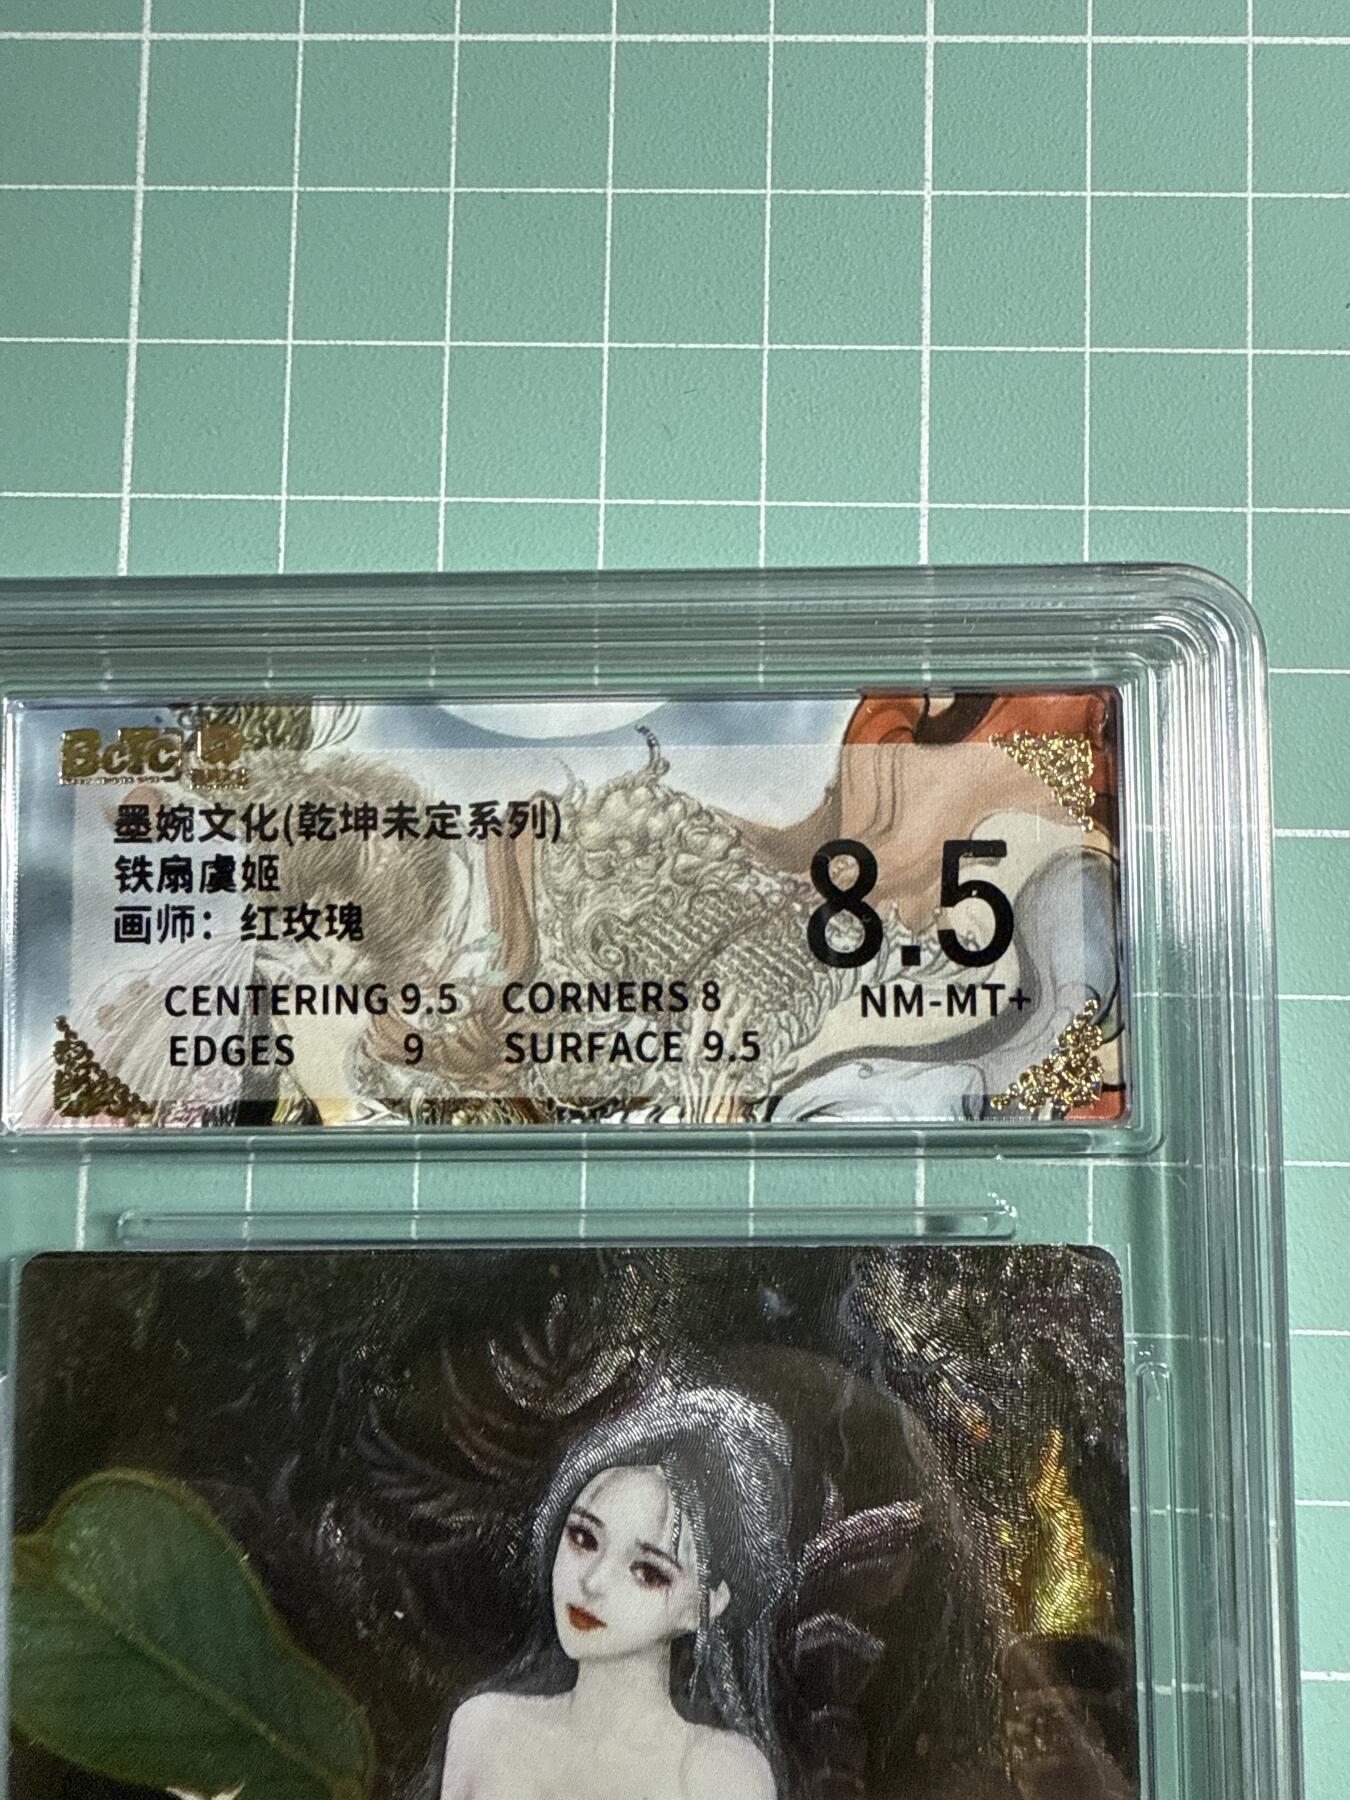 BcTc
墨婉文化(乾坤未定系列)
铁扇虞姬
画师：红玫瑰
8.5
CENTERING 9.5 CORNERS 8 NM-MT+
EDGES 9 SURFACE 9.5